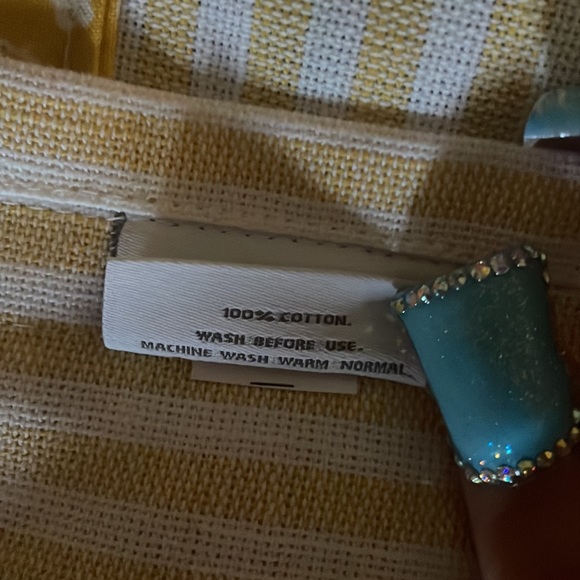 100% COTTON.
WASH BEFORE USE.
MACHINE WASH WARM NORMAL